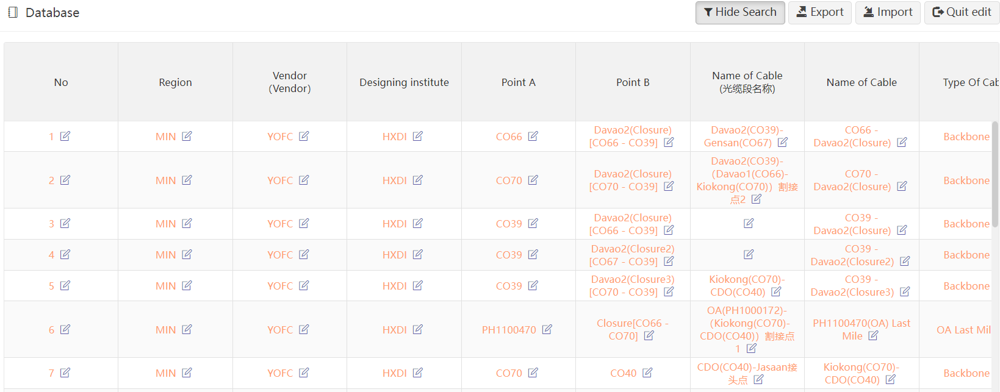 Database
Hide Search
Export
Import
Quit edit
No
Region
Vendor
(Vendor)
Designing institute
Point A
Point B
Name of Cable
(光缆段名称)
Name of Cable
Type Of Cab
1
MIN
YOFC
HXDI
CO66
Davao2(Closure)
[CO66 - CO39]
Davao2(CO39)-
Gensan(CO67)
CO66 -
Davao2(Closure)
Backbone
2
MIN
YOFC
HXDI
CO70
Davao2(Closure)
[CO70 - CO39]
Davao2(CO39)-
（Davao1(CO66)-
Kiokong(CO70)）割接
点2
CO70 -
Davao2(Closure)
Backbone
3
MIN
YOFC
HXDI
CO39
Davao2(Closure)
[CO66 - CO39]
CO39 -
Davao2(Closure)
Backbone
4
MIN
YOFC
HXDI
CO39
Davao2(Closure2)
[CO67 - CO39]
CO39 -
Davao2(Closure2)
Backbone
5
MIN
YOFC
HXDI
CO39
Davao2(Closure3)
[CO70 - CO39]
Kiokong(CO70)-
CDO(CO40)
CO39 -
Davao2(Closure3)
Backbone
6
MIN
YOFC
HXDI
PH1100470
Closure[CO66 -
CO70]
OA(PH1000172)-
（Kiokong(CO70)-
CDO(CO40)）割接点
1
PH1100470(OA) Last
Mile
OA Last Mil
7
MIN
YOFC
HXDI
CO70
CO40
CDO(CO40)-Jasaan接
头点
Kiokong(CO70)-
CDO(CO40)
Backbone